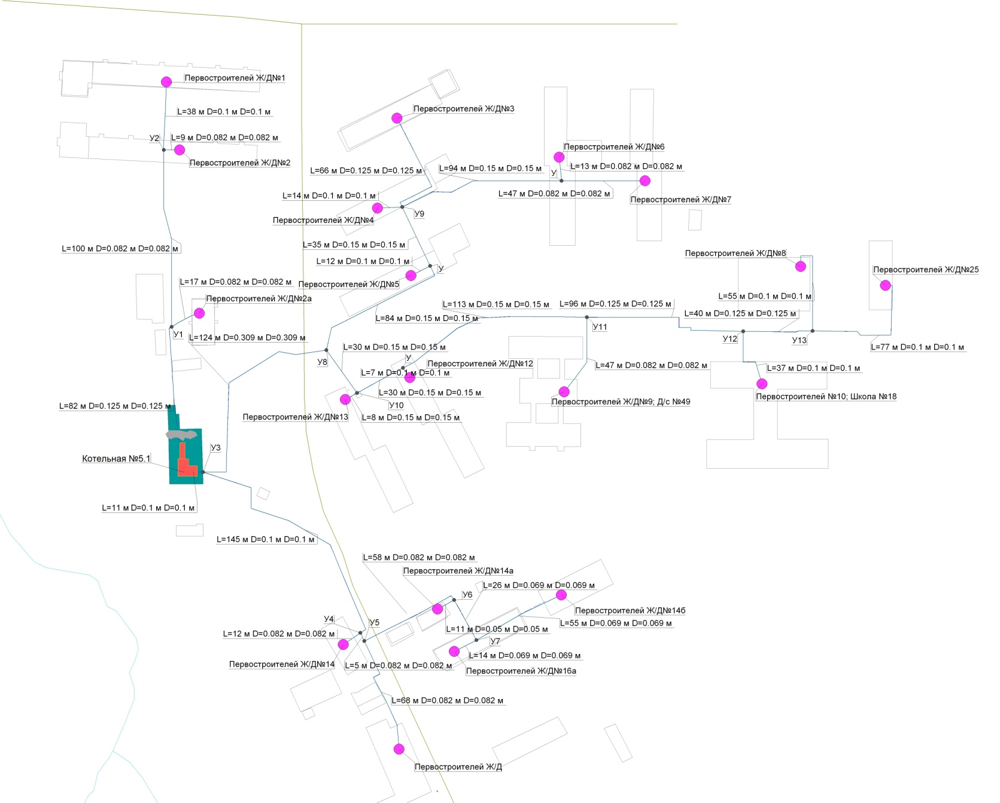 Первостроителей Ж/Д№1
L=38 м D=0.1 м D=0.1 м
У2
L=9 м D=0.082 м D=0.082 м
Первостроителей Ж/Д№2
Первостроителей Ж/Д№3
Первостроителей Ж/Д№6
L=66 м D=0.125 м D=0.125 м
L=94 м D=0.15 м D=0.15 м
У
L=13 м D=0.082 м D=0.082 м
L=14 м D=0.1 м D=0.1 м
L=47 м D=0.082 м D=0.082 м
Первостроителей Ж/Д№7
У9
Первостроителей Ж/Д№4
L=100 м D=0.082 м D=0.082 м
L=35 м D=0.15 м D=0.15 м
L=12 м D=0.1 м D=0.1 м
У
Первостроителей Ж/Д№8
Первостроителей Ж/Д№25
L=17 м D=0.082 м D=0.082 м
Первостроителей Ж/Д№5
Первостроителей Ж/Д№2а
L=55 м D=0.1 м D=0.1 м
L=113 м D=0.15 м D=0.15 м
L=96 м D=0.125 м D=0.125 м
L=40 м D=0.125 м D=0.125 м
L=84 м D=0.15 м D=0.15 м
У11
У1
L=124 м D=0.309 м D=0.309 м
У12
У13
L=30 м D=0.15 м D=0.15 м
L=77 м D=0.1 м D=0.1 м
У8
У
Первостроителей Ж/Д№12
L=47 м D=0.082 м D=0.082 м
L=37 м D=0.1 м D=0.1 м
L=7 м D=0.1 м D=0.1 м
L=30 м D=0.15 м D=0.15 м
Первостроителей №10; Школа №18
Первостроителей Ж/Д№9; Д/с №49
L=82 м D=0.125 м D=0.125 м
У10
Первостроителей Ж/Д№13
L=8 м D=0.15 м D=0.15 м
У3
Котельная №5.1
L=11 м D=0.1 м D=0.1 м
L=145 м D=0.1 м D=0.1 м
L=58 м D=0.082 м D=0.082 м
Первостроителей Ж/Д№14а
L=26 м D=0.069 м D=0.069 м
У6
Первостроителей Ж/Д№14б
У4
У5
L=55 м D=0.069 м D=0.069 м
L=11 м D=0.05 м D=0.05 м
L=12 м D=0.082 м D=0.082 м
У7
L=14 м D=0.069 м D=0.069 м
Первостроителей Ж/Д№14
L=5 м D=0.082 м D=0.082 м
Первостроителей Ж/Д№16а
L=68 м D=0.082 м D=0.082 м
Первостроителей Ж/Д